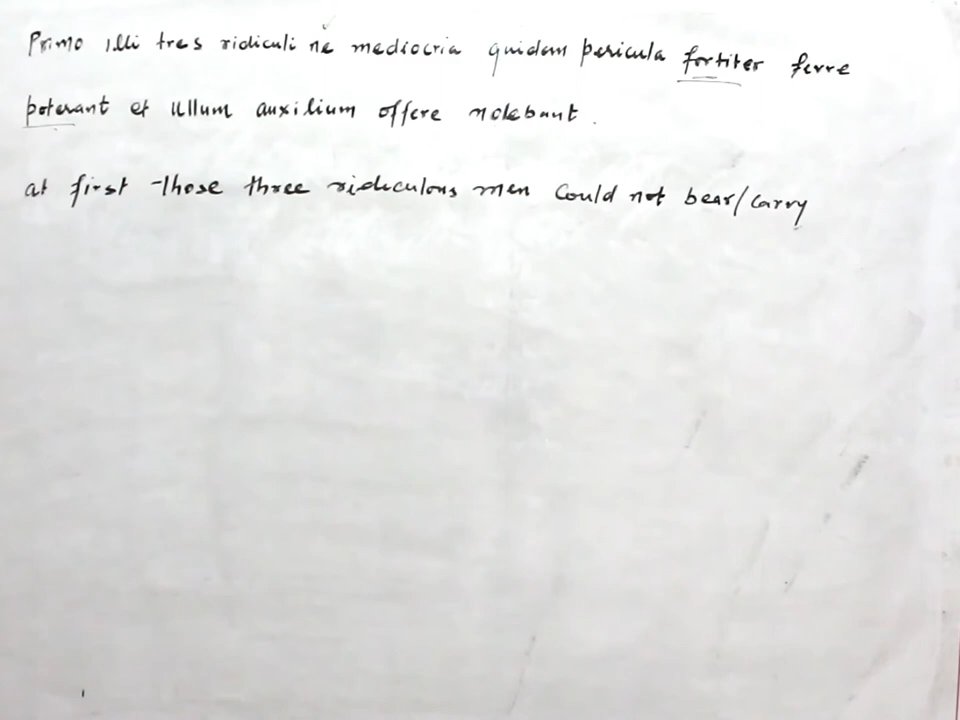 Primo illi tres ridiculi nē mediocria quidem pericula fortiter ferre
poterant et ullum auxilium offere nolebant.
at first those three ridiculous men could not bear/carry